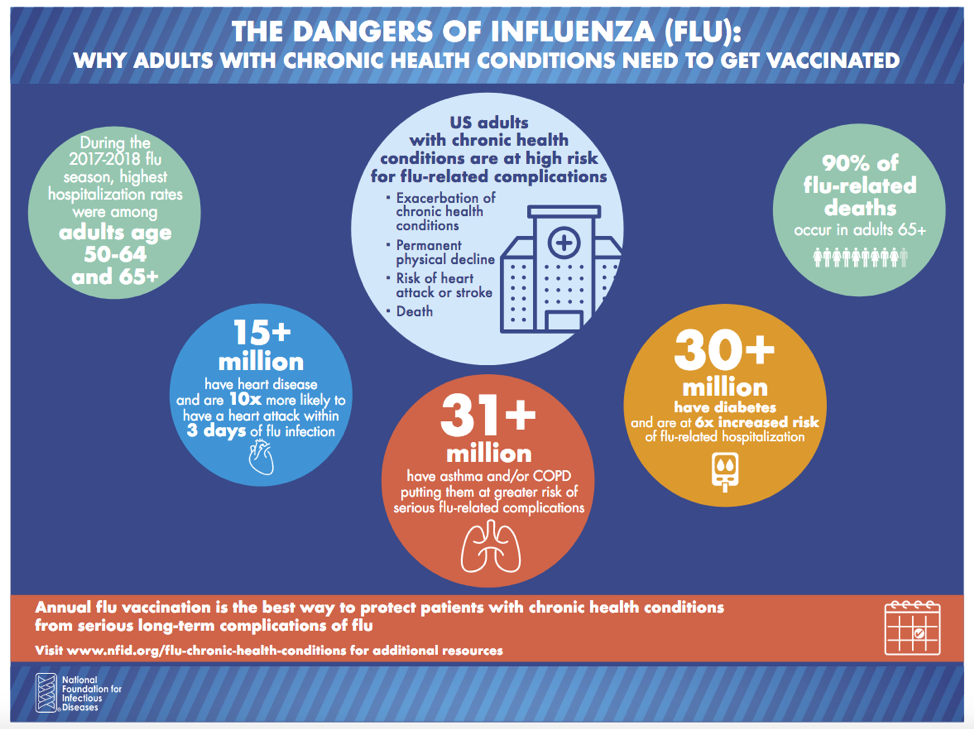 THE DANGERS OF INFLUENZA (FLU):
WHY ADULTS WITH CHRONIC HEALTH CONDITIONS NEED TO GET VACCINATED
During the
2017-2018 flu
season, highest
hospitalization rates
were among
adults age
50-64
and 65+
US adults
with chronic health
conditions are at high risk
for flu-related complications
• Exacerbation of
chronic health
conditions
• Permanent
physical decline
• Risk of heart
attack or stroke
• Death
90% of
flu-related
deaths
occur in adults 65+
15+
million
have heart disease
and are 10x more likely to
have a heart attack within
3 days of flu infection
31+
million
have asthma and/or COPD
putting them at greater risk of
serious flu-related complications
30+
million
have diabetes
and are at 6x increased risk
of flu-related hospitalization
Annual flu vaccination is the best way to protect patients with chronic health conditions
from serious long-term complications of flu
Visit www.nfid.org/flu-chronic-health-conditions for additional resources
National
Foundation for
Infectious
Diseases